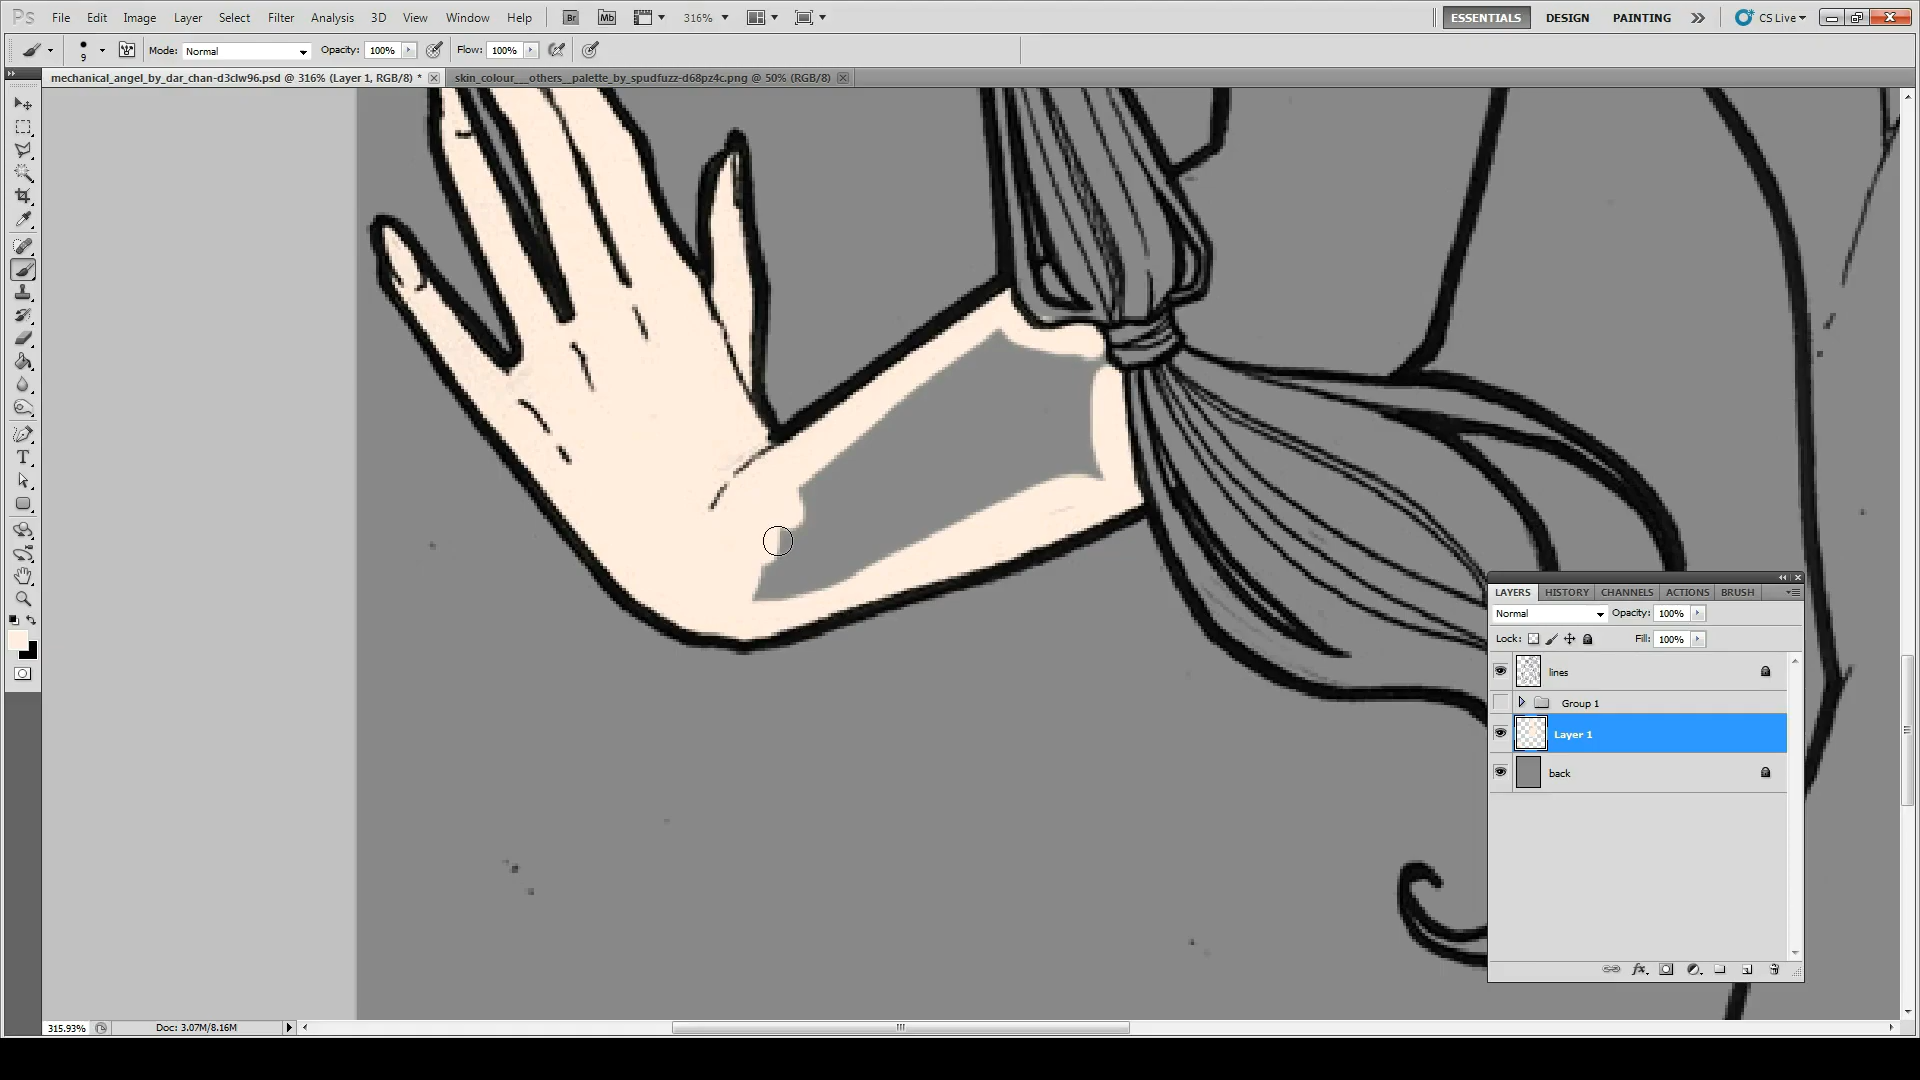 Ps File Edit Image Layer Select Filter Analysis 3D View Window Help Br Mb 316% ESSENTIALS DESIGN PAINTING CS Live
9 Mode: Normal Opacity: 100% Flow: 100%
mechanical_angel_by_dar_chan-d3clw96.psd @ 316% (Layer 1, RGB/8) * skin_colour___others__palette_by_spudfuzz-d68pz4c.png @ 50% (RGB/8)
T
LAYERS HISTORY CHANNELS ACTIONS BRUSH
Normal Opacity: 100%
Lock: Fill: 100%
lines
Group 1
Layer 1
back
fx
315.93% Doc: 3.07M/8.16M